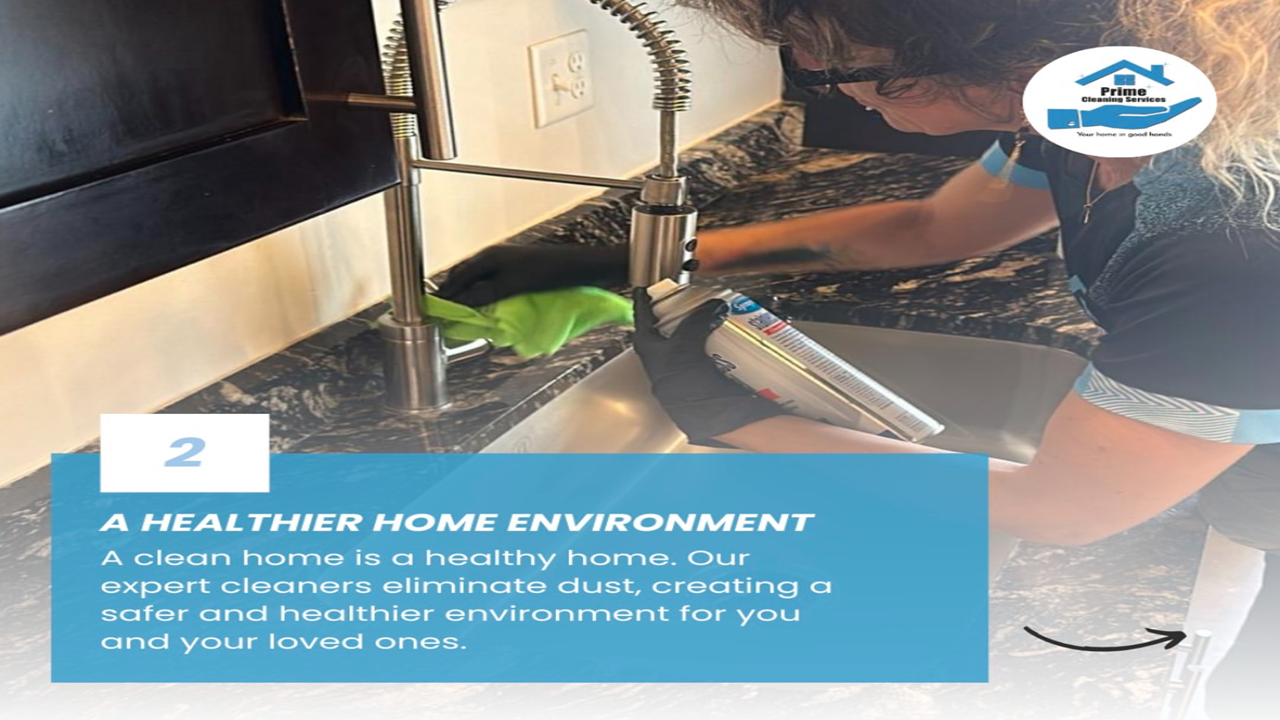 Prime
Cleaning Services
Your home in good hands
2
A HEALTHIER HOME ENVIRONMENT
A clean home is a healthy home. Our
expert cleaners eliminate dust, creating a
safer and healthier environment for you
and your loved ones.